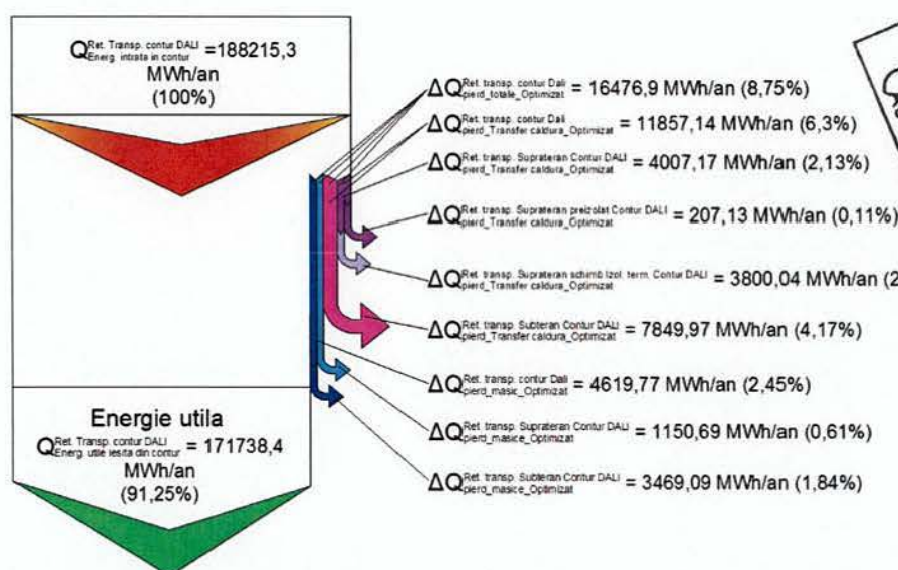 Q Ret. Transp. contur DALI Energ. intrata in contur =188215,3
MWh/an
(100%)
ΔQ Ret. transp. contur Dali pierd_totale_Optimizat = 16476,9 MWh/an (8,75%)
ΔQ Ret. transp. contur Dali pierd_Transfer caldura_Optimizat = 11857,14 MWh/an (6,3%)
ΔQ Ret. transp. Suprateran Contur DALI pierd_Transfer caldura_Optimizat = 4007,17 MWh/an (2,13%)
ΔQ Ret. transp. Suprateran preizolat Contur DALI pierd_Transfer caldura_Optimizat = 207,13 MWh/an (0,11%)
ΔQ Ret. transp. Suprateran schimb Izol. term. Contur DALI pierd_Transfer caldura_Optimizat = 3800,04 MWh/an (2
ΔQ Ret. transp. Subteran Contur DALI pierd_Transfer caldura_Optimizat = 7849,97 MWh/an (4,17%)
ΔQ Ret. transp. contur Dali pierd_masic_Optimizat = 4619,77 MWh/an (2,45%)
ΔQ Ret. transp. Suprateran Contur DALI pierd_masice_Optimizat = 1150,69 MWh/an (0,61%)
ΔQ Ret. transp. Subteran Contur DALI pierd_masice_Optimizat = 3469,09 MWh/an (1,84%)
Energie utila
Q Ret. Transp. contur DALI Energ. utile iesita din contur = 171738,4
MWh/an
(91,25%)